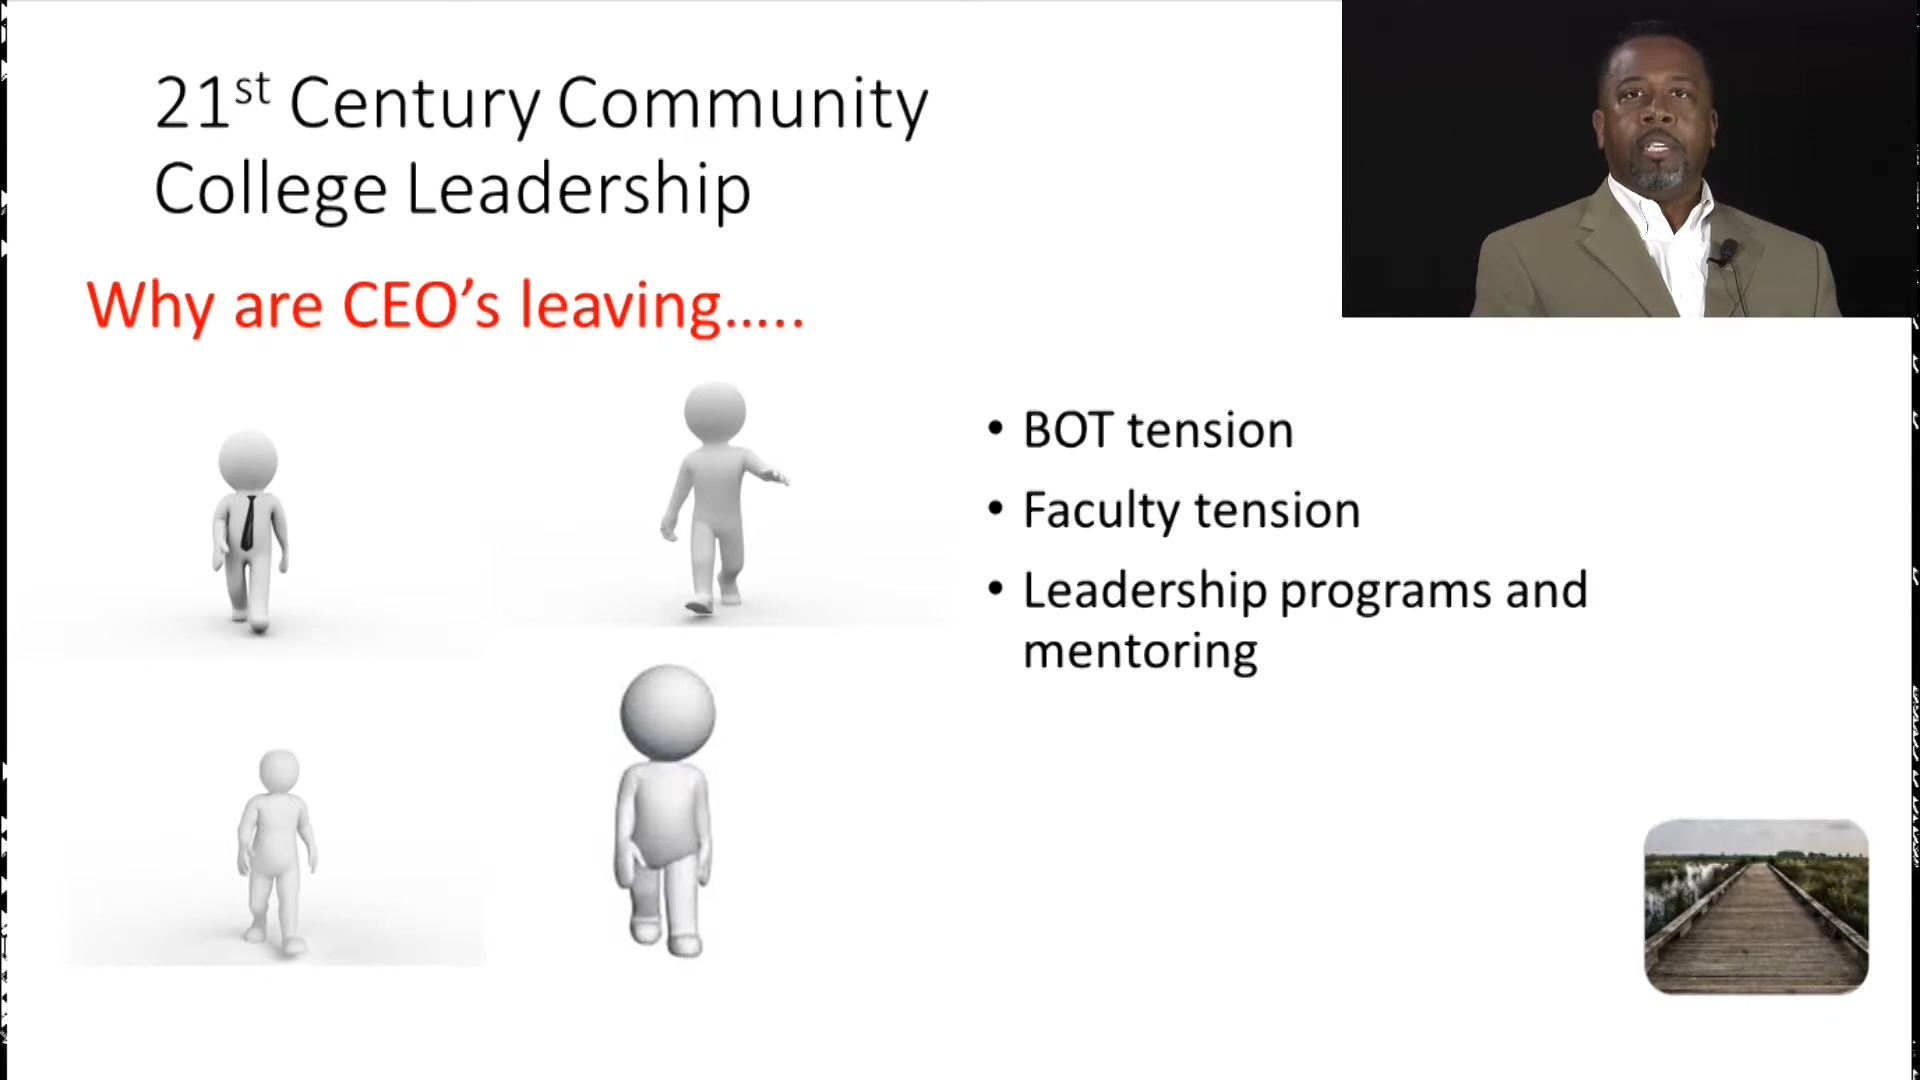 21st Century Community
College Leadership
Why are CEO’s leaving…..
• BOT tension
• Faculty tension
• Leadership programs and
mentoring